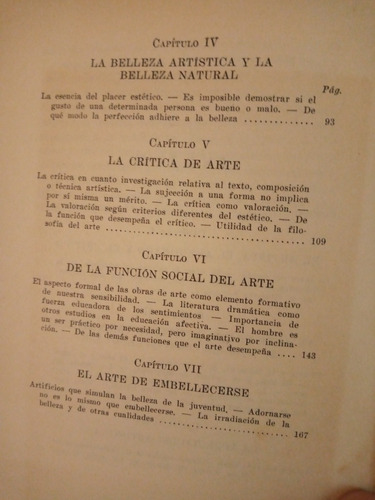 CAPÍTULO IV
LA BELLEZA ARTÍSTICA Y LA
BELLEZA NATURAL
Pág.
La esencia del placer estético. — Es imposible demostrar si el
gusto de una determinada persona es bueno o malo. — De
qué modo la perfección adhiere a la belleza .............. 93
CAPÍTULO V
LA CRÍTICA DE ARTE
La crítica en cuanto investigación relativa al texto, composición
o técnica artística. — La sujección a una forma no implica
por sí misma un mérito. — La crítica como valoración. —
La valoración según criterios diferentes del estético. — De
la función que desempeña el crítico. — Utilidad de la filo-
sofía del arte ........................................ 109
CAPÍTULO VI
DE LA FUNCIÓN SOCIAL DEL ARTE
El aspecto formal de las obras de arte como elemento formativo
de nuestra sensibilidad. — La literatura dramática como
fuerza educadora de los sentimientos — Importancia de
otros estudios en la educación afectiva. — El hombre es
un ser práctico por necesidad, pero imaginativo por inclina-
ción. — De las demás funciones que el arte desempeña .... 143
CAPÍTULO VII
EL ARTE DE EMBELLECERSE
Artificios que simulan la belleza de la juventud. — Adornarse
no es lo mismo que embellecerse. — La irradiación de la
belleza y de otras cualidades ........................ 167